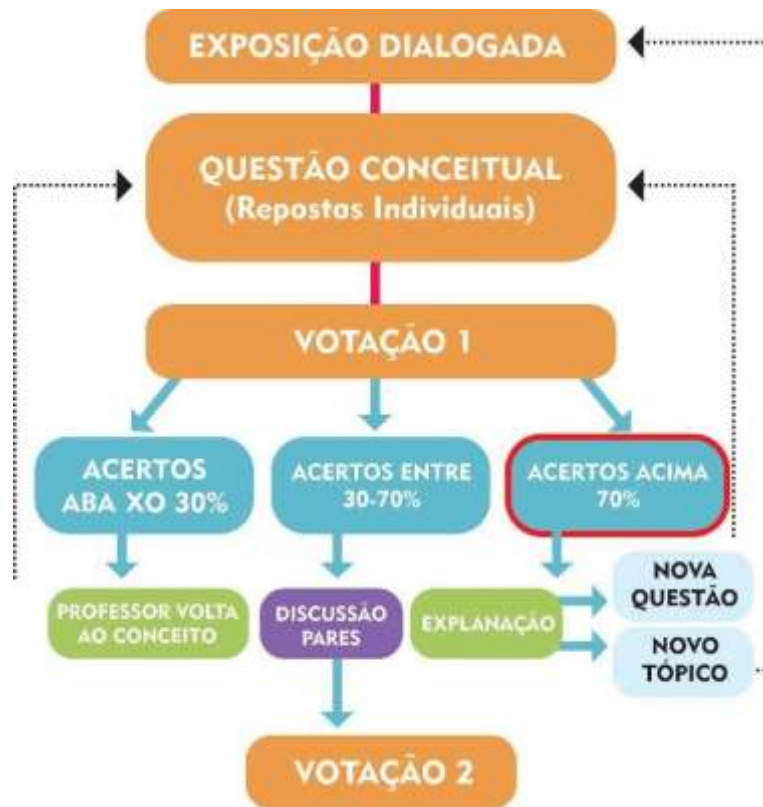 EXPOSIÇÃO DIALOGADA
QUESTÃO CONCEITUAL
(Repostas Individuais)
VOTAÇÃO 1
ACERTOS
ABA XO 30%
ACERTOS ENTRE
30-70%
ACERTOS ACIMA
70%
PROFESSOR VOLTA
AO CONCEITO
DISCUSSÃO
PARES
EXPLANAÇÃO
NOVA
QUESTÃO
NOVO
TÓPICO
VOTAÇÃO 2